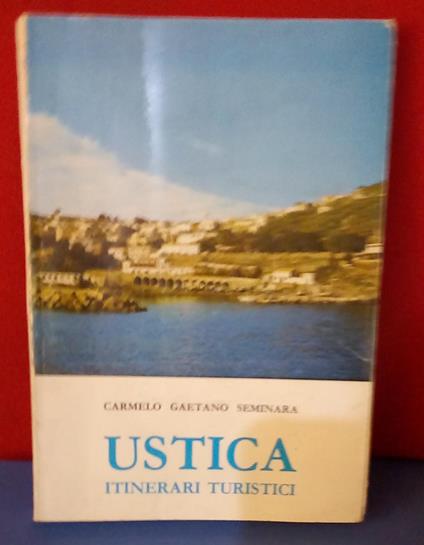 CARMELO GAETANO SEMINARA
USTICA
ITINERARI TURISTICI